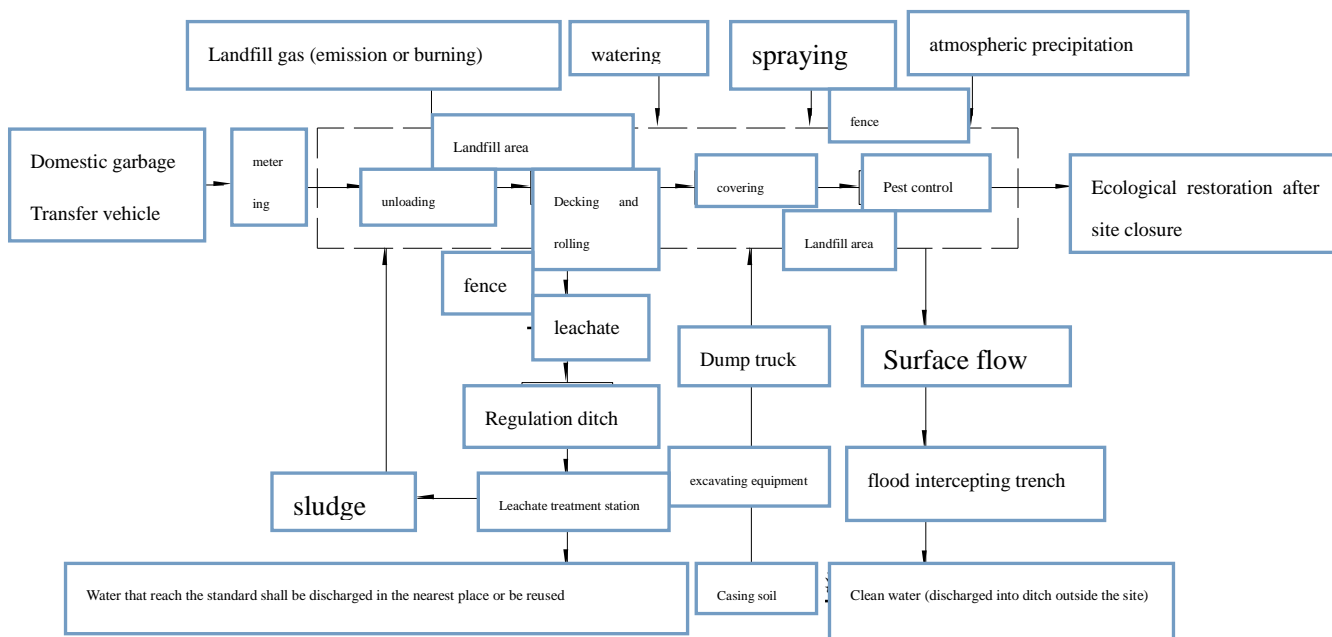 Landfill gas (emission or burning)
watering
spraying
atmospheric precipitation
fence
Domestic garbage
Transfer vehicle
meter
ing
Landfill area
unloading
Decking and
rolling
covering
Pest control
Ecological restoration after
site closure
Landfill area
fence
leachate
Dump truck
Surface flow
Regulation ditch
excavating equipment
flood intercepting trench
sludge
Leachate treatment station
Water that reach the standard shall be discharged in the nearest place or be reused
Casing soil
Clean water (discharged into ditch outside the site)